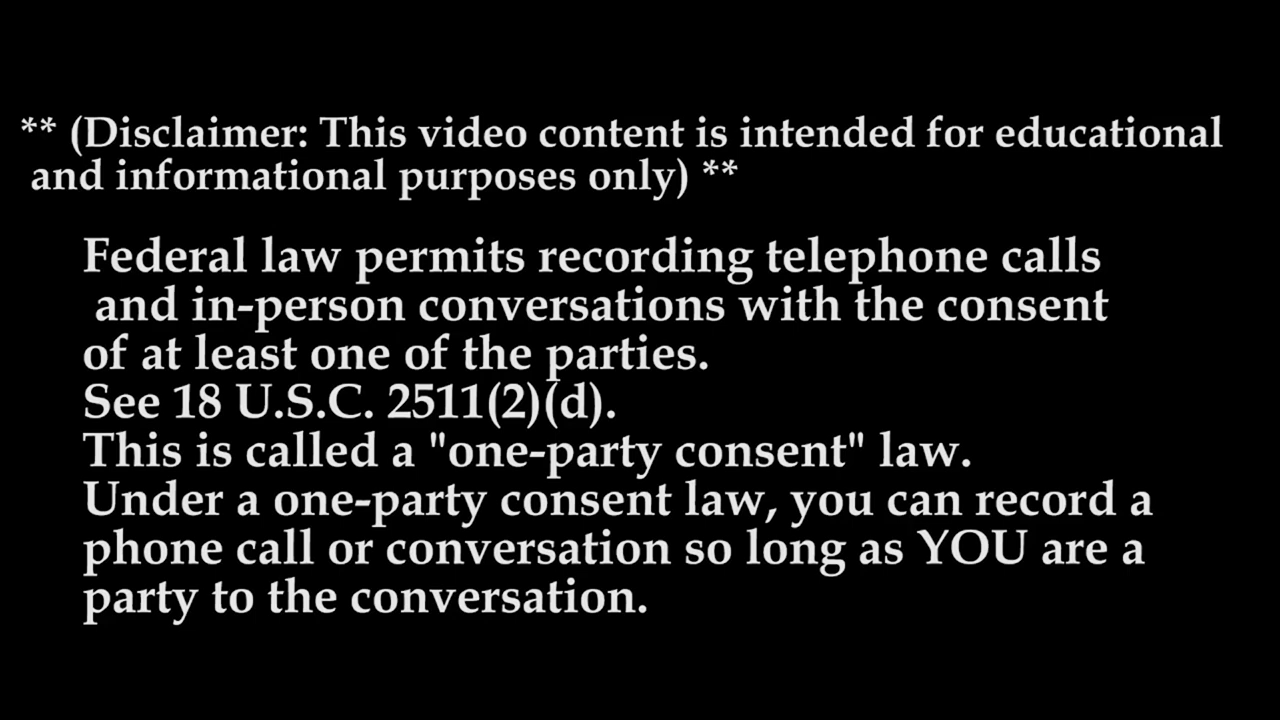 ** (Disclaimer: This video content is intended for educational
and informational purposes only) **
Federal law permits recording telephone calls
and in-person conversations with the consent
of at least one of the parties.
See 18 U.S.C. 2511(2)(d).
This is called a "one-party consent" law.
Under a one-party consent law, you can record a
phone call or conversation so long as YOU are a
party to the conversation.